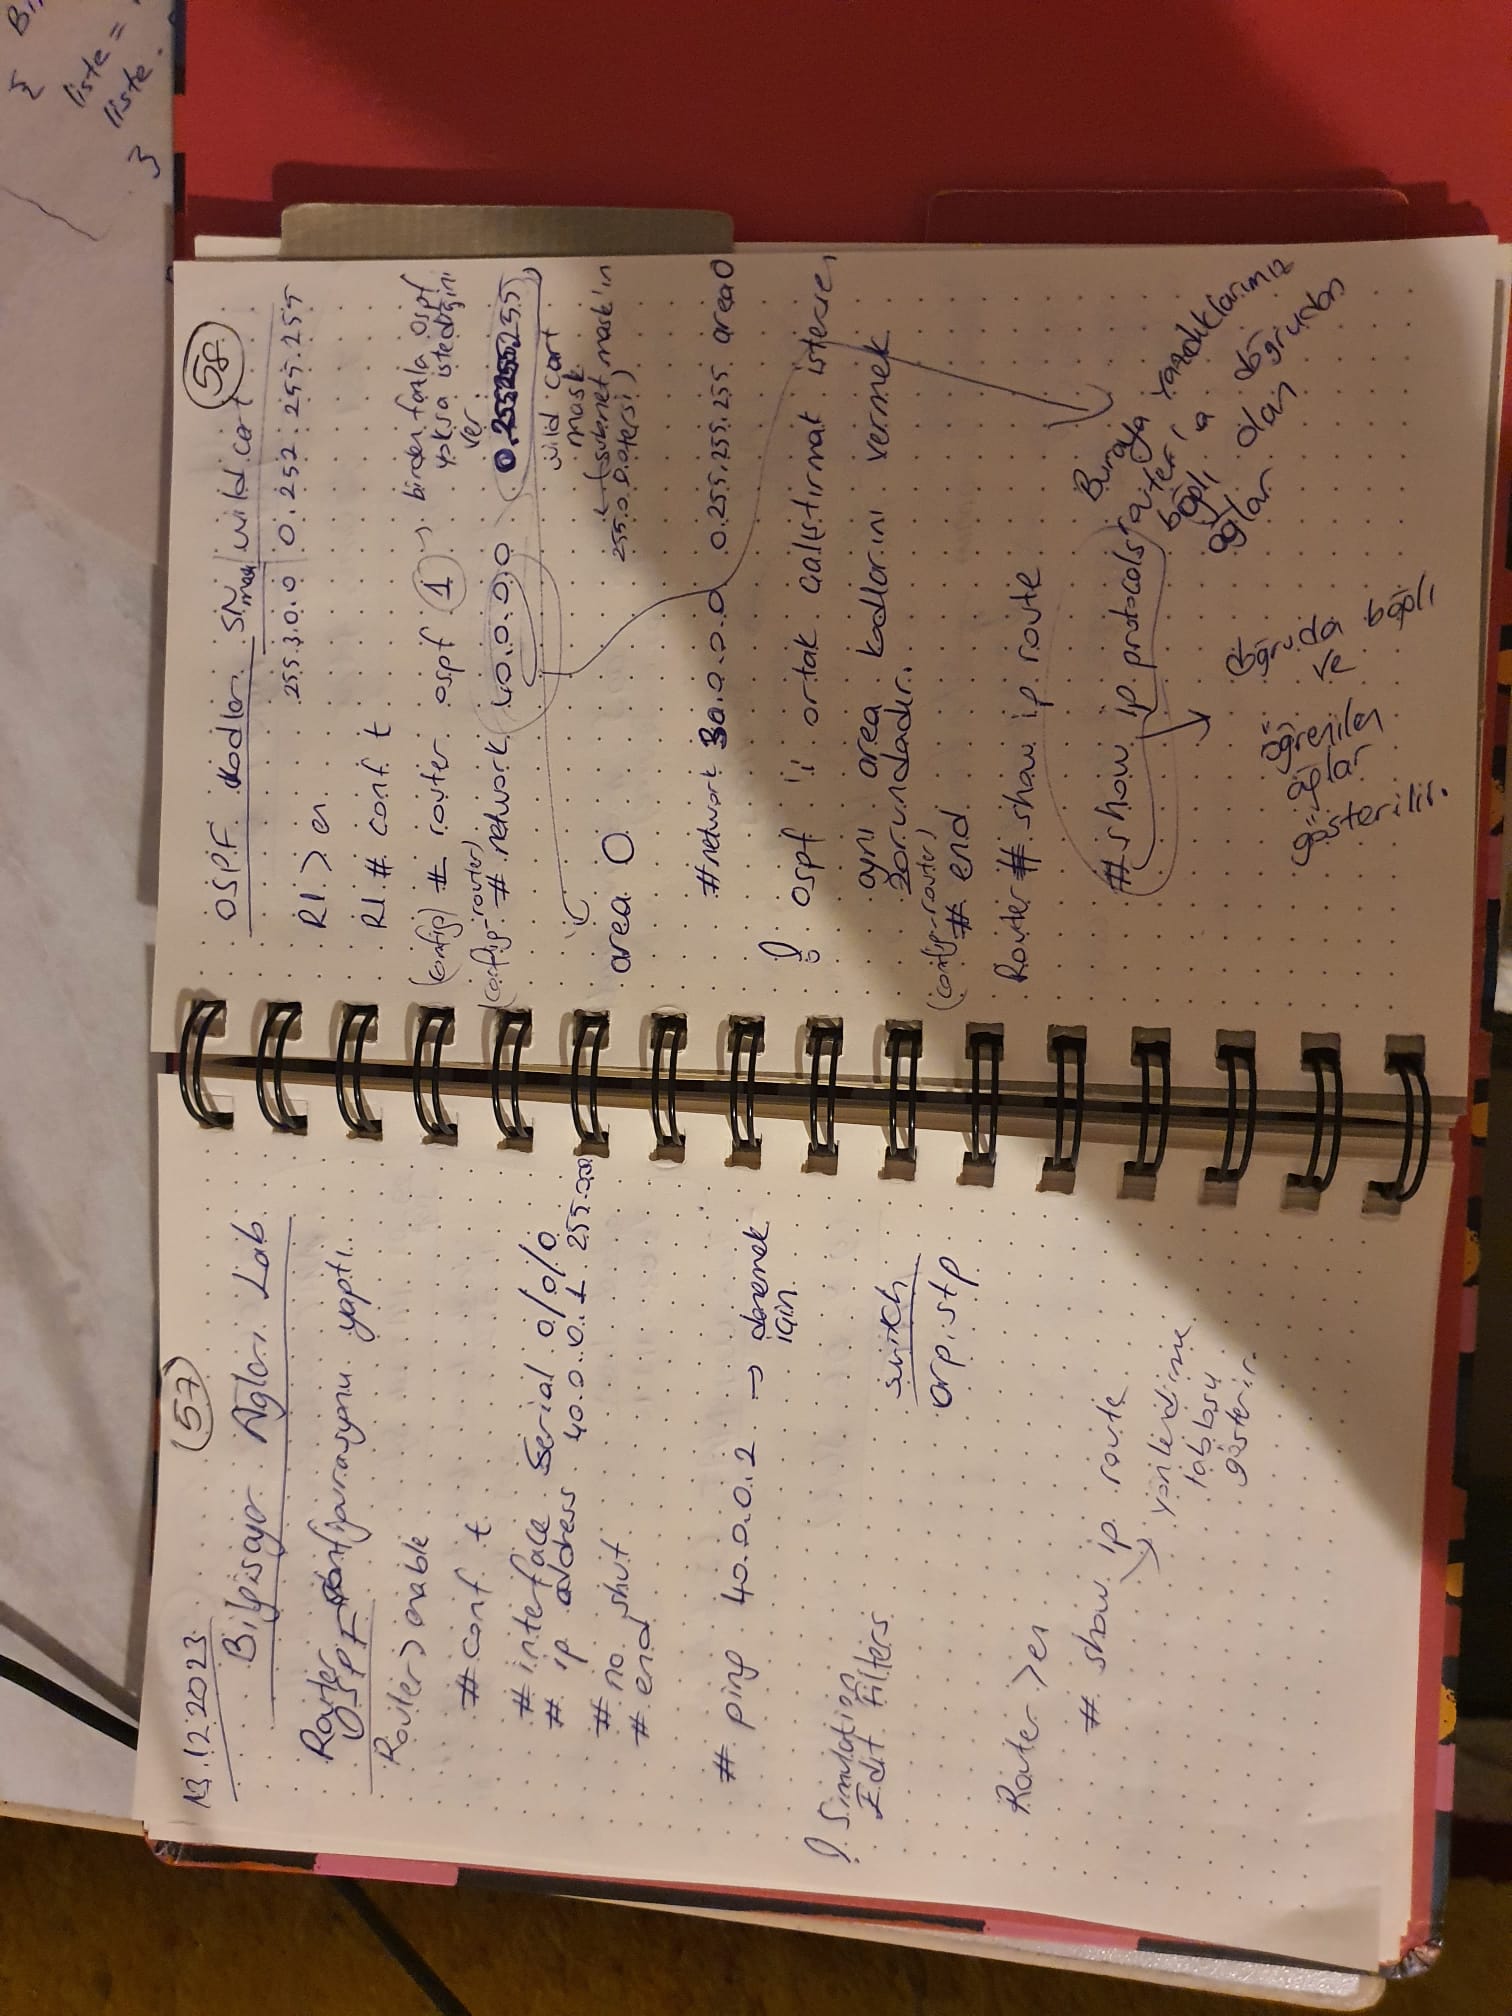 13.12.2023
57
Bilgisayar Ağları Lab
Router konfigurasyonu yaptı.
OSPF
Router > enable
# conf t
# interface Serial 0/0/0
# ip address 40.0.0.1 255.0.0.0
# no shut
# end
# ping 40.0.0.2 → denemek
için
! Simulation
Edit Filters
switch
arp, stp
Router > en
# show ip route
yönlendirme
tablosu
gösterir.
58
OSPF Kodları SN mask wild cart
255.3.0.0 0.252.255.255
R1 > en
R1 # conf t
(config) # router ospf 1 → birden fazla ospf
yoksa istediğini
ver
(config-router)
# network 40.0.0.0 0.255.255.255
wild cart
mask
(subnet mask'ın
255.0.0.0 tersi)
area 0
# network 30.0.0.0 0.255.255.255 area 0
! ospf 'i ortak çalıştırmak istersen
aynı area kodlarını vermek
zorundadır.
(config-router)
# end
Router # show ip route
# show ip protocols
Buraya yazdıklarımız
router'a doğrudan
bağlı olan
ağlar
doğruda bağlı
ve
öğrenilen
ağlar
gösterilir.
liste =
liste.
}